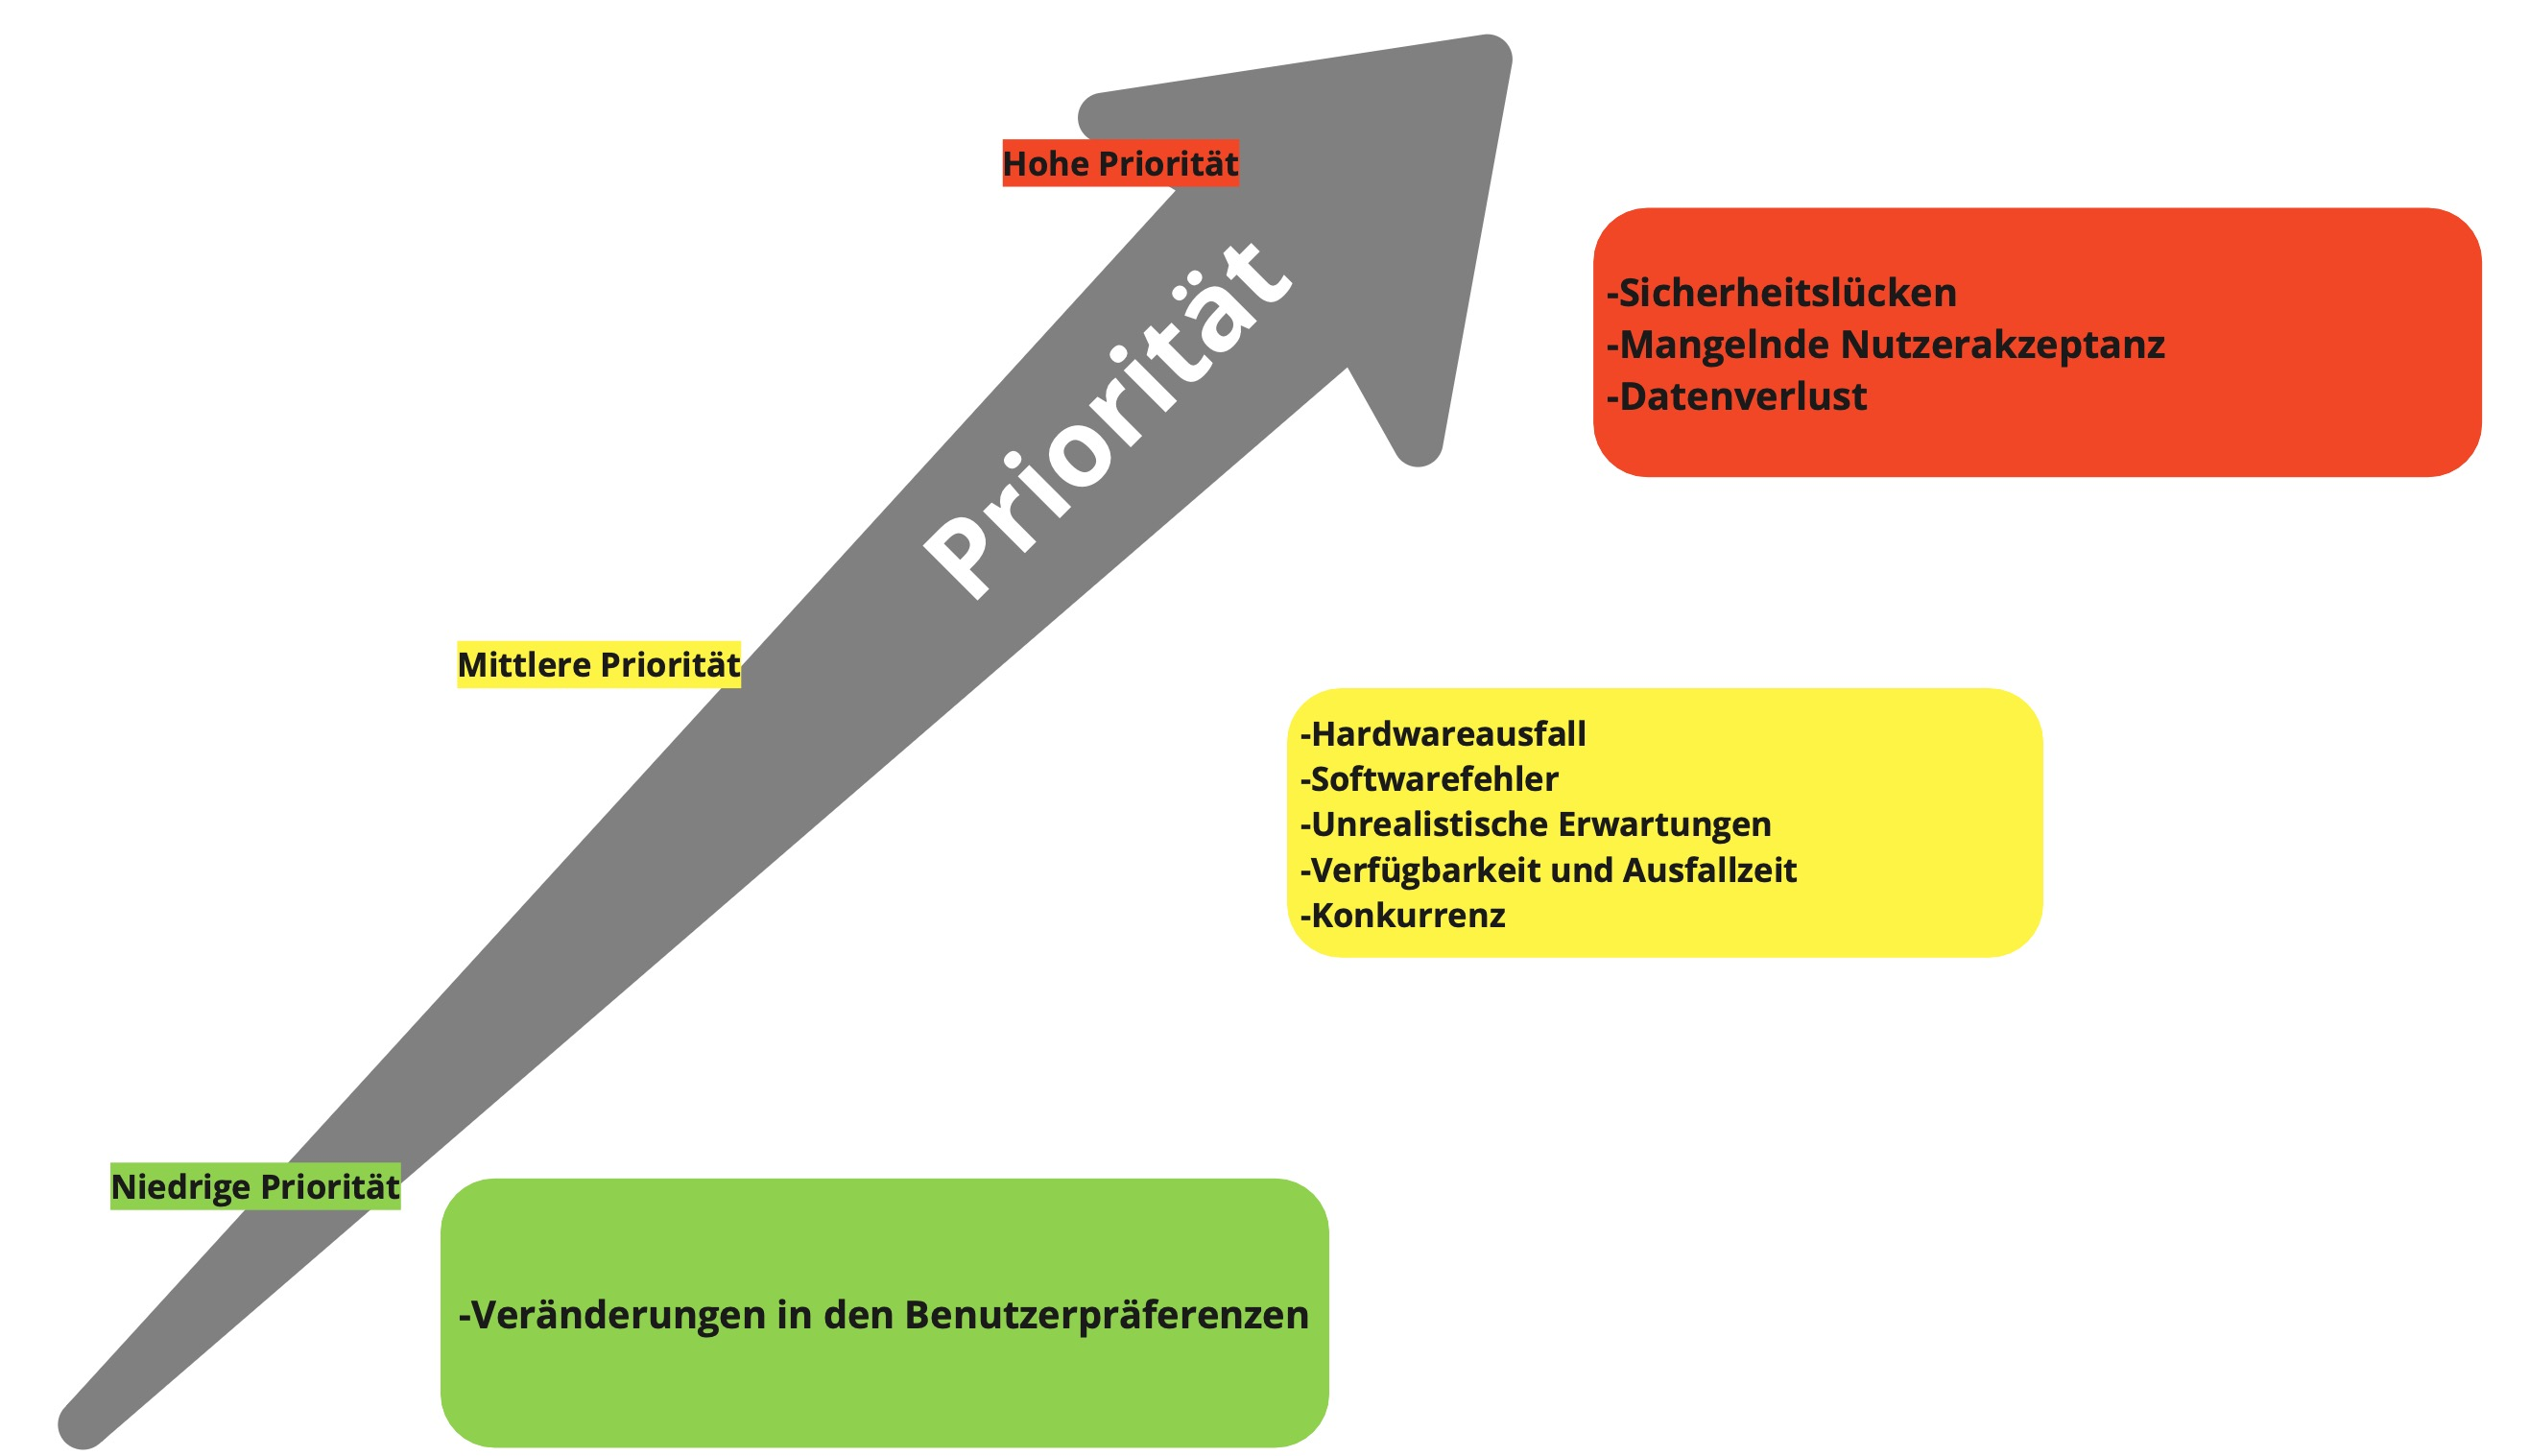 Hohe Priorität
Priorität
-Sicherheitslücken
-Mangelnde Nutzerakzeptanz
-Datenverlust
Mittlere Priorität
-Hardwareausfall
-Softwarefehler
-Unrealistische Erwartungen
-Verfügbarkeit und Ausfallzeit
-Konkurrenz
Niedrige Priorität
-Veränderungen in den Benutzerpräferenzen